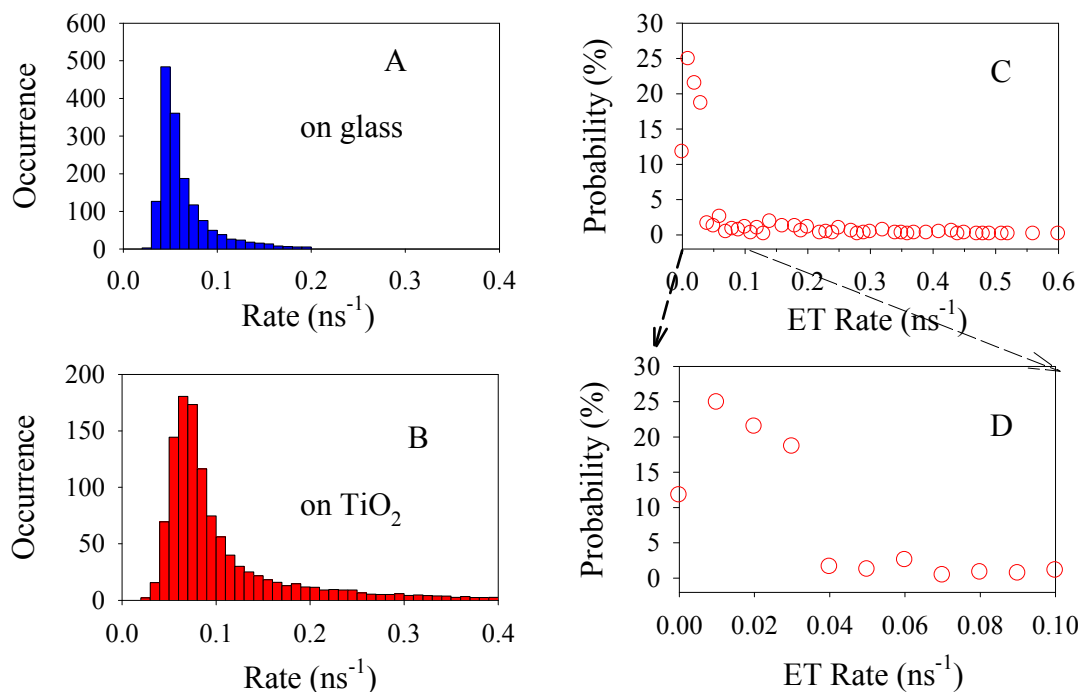 600
500
400
300
200
100
0
Occurrence
A
on glass
0.0 0.1 0.2 0.3 0.4
Rate (ns⁻¹)
200
150
100
50
0
Occurrence
B
on TiO₂
0.0 0.1 0.2 0.3 0.4
Rate (ns⁻¹)
30
25
20
15
10
5
0
Probability (%)
C
0.0 0.1 0.2 0.3 0.4 0.5 0.6
ET Rate (ns⁻¹)
30
25
20
15
10
5
0
Probability (%)
D
0.00 0.02 0.04 0.06 0.08 0.10
ET Rate (ns⁻¹)